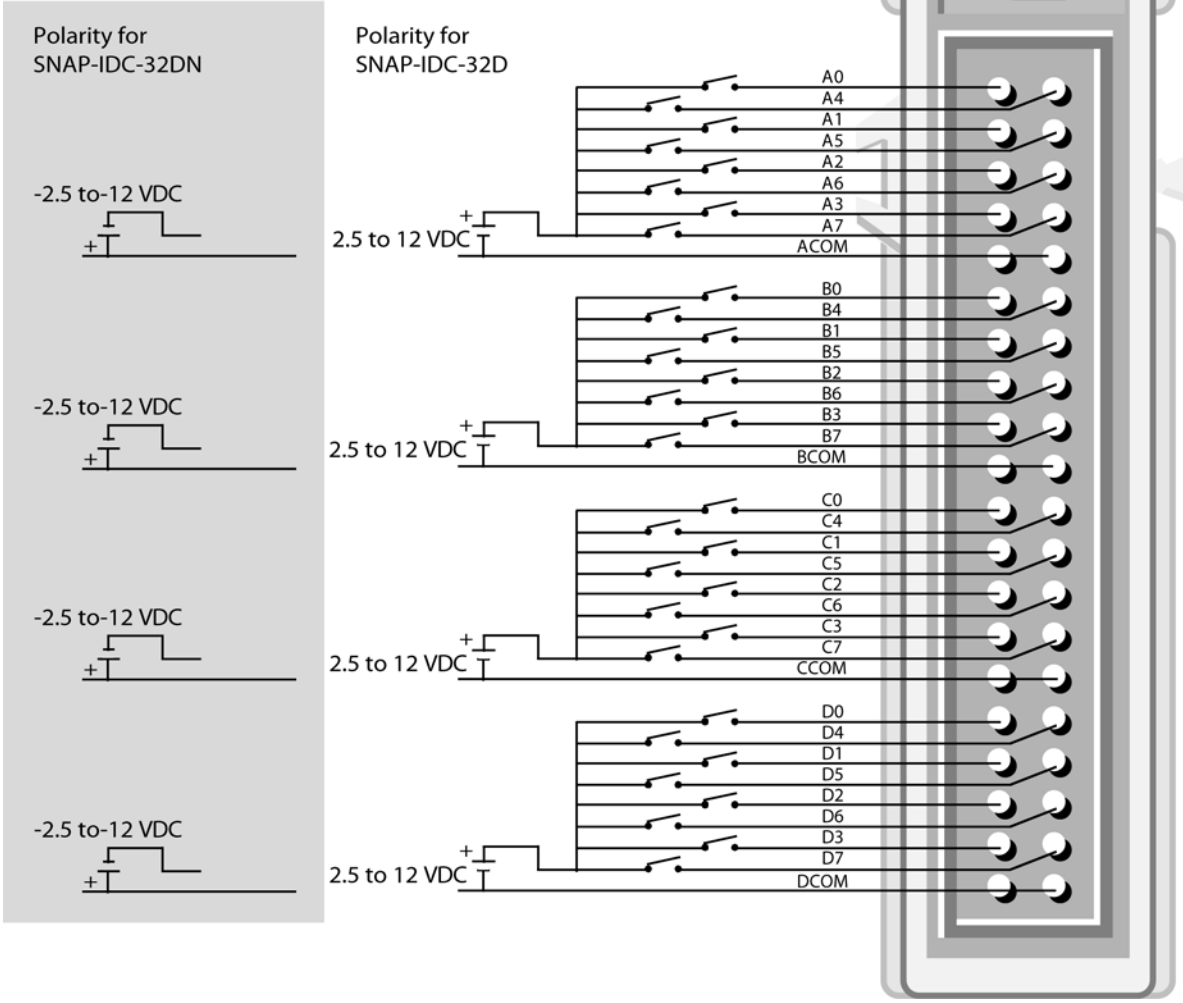 Polarity for
SNAP-IDC-32DN
Polarity for
SNAP-IDC-32D
A0
A4
A1
A5
A2
A6
A3
A7
ACOM
-2.5 to-12 VDC
+
+
2.5 to 12 VDC
B0
B4
B1
B5
B2
B6
B3
B7
BCOM
-2.5 to-12 VDC
+
+
2.5 to 12 VDC
C0
C4
C1
C5
C2
C6
C3
C7
CCOM
-2.5 to-12 VDC
+
+
2.5 to 12 VDC
D0
D4
D1
D5
D2
D6
D3
D7
DCOM
-2.5 to-12 VDC
+
+
2.5 to 12 VDC